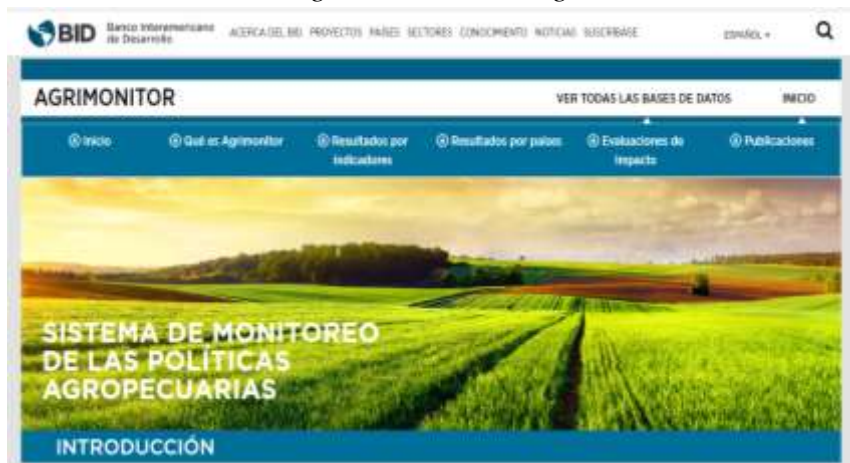 BID
Banco Interamericano
de Desarrollo
ACERCA DEL BID PROYECTOS PAÍSES SECTORES CONOCIMIENTO NOTICIAS SUSCRÍBASE
ESPAÑOL
AGRIMONITOR
VER TODAS LAS BASES DE DATOS INICIO
Inicio
Qué es Agrimonitor
Resultados por
indicadores
Resultados por países
Evaluaciones de
impacto
Publicaciones
SISTEMA DE MONITOREO
DE LAS POLÍTICAS
AGROPECUARIAS
INTRODUCCIÓN